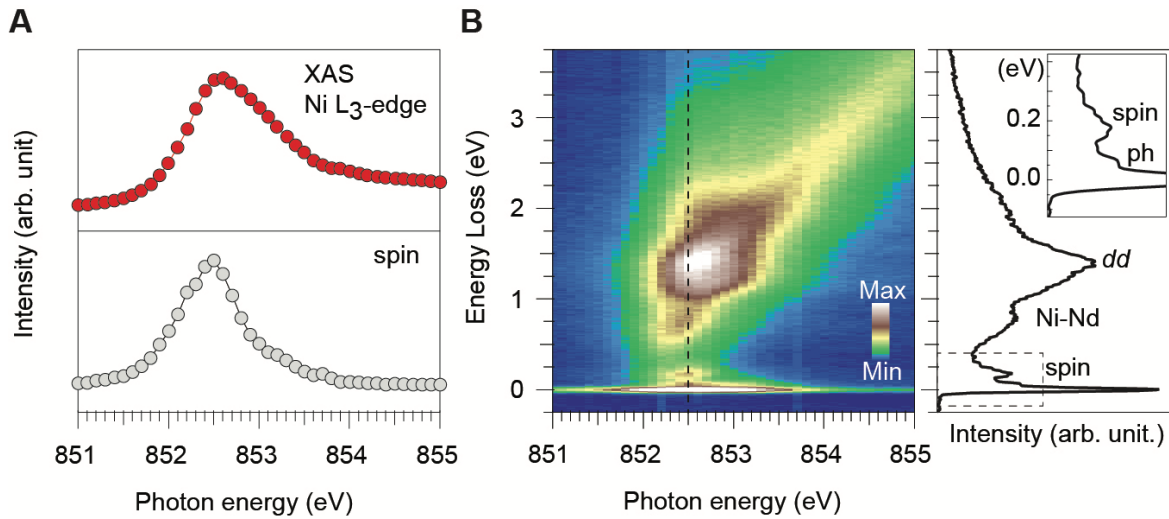 A
XAS
Ni L3-edge
spin
Intensity (arb. unit)
851 852 853 854 855
Photon energy (eV)
B
Energy Loss (eV)
3
2
1
0
Max
Min
851 852 853 854 855
Photon energy (eV)
(eV)
0.2
0.0
spin
ph
dd
Ni-Nd
spin
Intensity (arb. unit.)